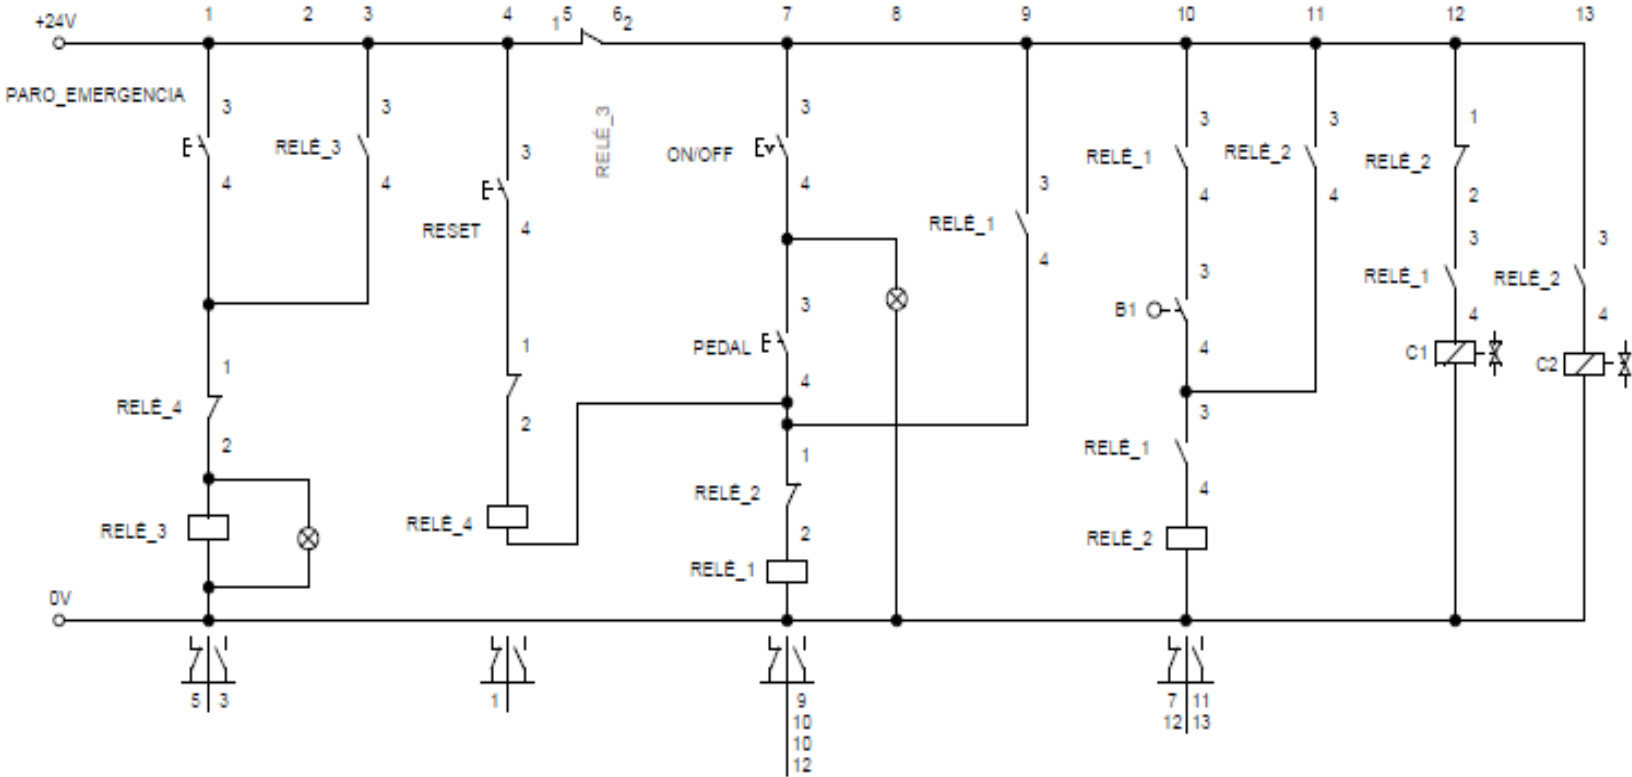 1 2 3 4 1 5 6 2 7 8 9 10 11 12 13
+24V
PARO_EMERGENCIA
3 3 3 3 3 1
RELÉ_3
RELÉ_3
ON/OFF
RELÉ_1
RELÉ_2
RELÉ_2
3
4 4 4 3 4 4 2
RESET
4
RELÉ_1
3 3
4
3
RELÉ_1
RELÉ_2
B1
3
4 4
PEDAL
1
4
C1
C2
1
4
RELÉ_4
3
2
2
1
RELÉ_1
RELÉ_2
4
RELÉ_3
RELÉ_4
2
RELÉ_2
RELÉ_1
0V
5 3
1
9
10
10
12
7 11
12 13